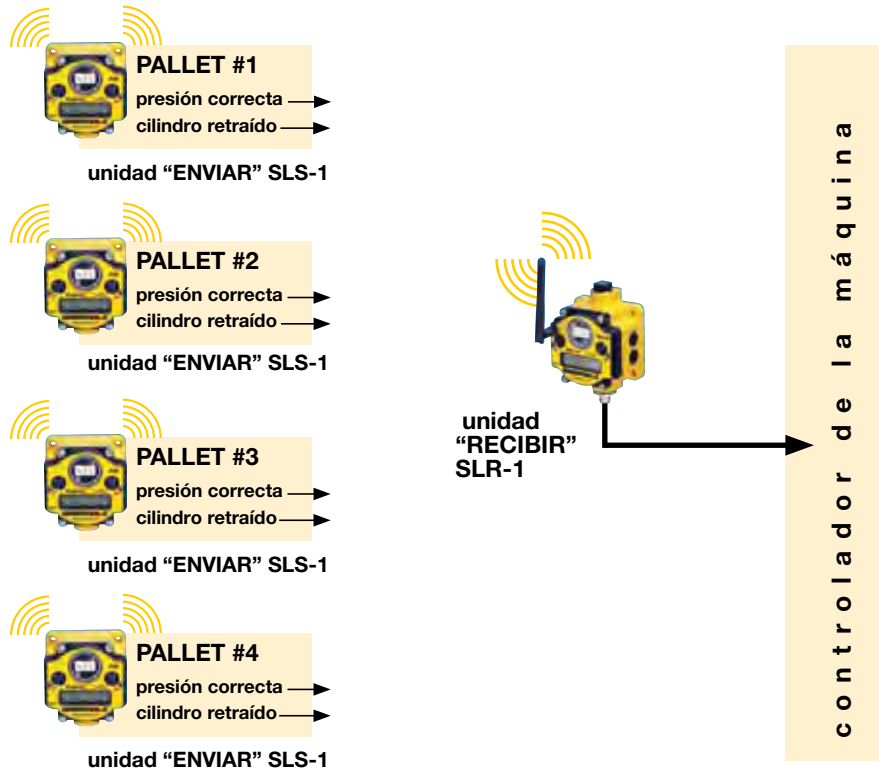 PALLET #1
presión correcta
cilindro retraído
unidad “ENVIAR” SLS-1
PALLET #2
presión correcta
cilindro retraído
unidad “ENVIAR” SLS-1
PALLET #3
presión correcta
cilindro retraído
unidad “ENVIAR” SLS-1
PALLET #4
presión correcta
cilindro retraído
unidad “ENVIAR” SLS-1
unidad
“RECIBIR”
SLR-1
controlador de la máquina